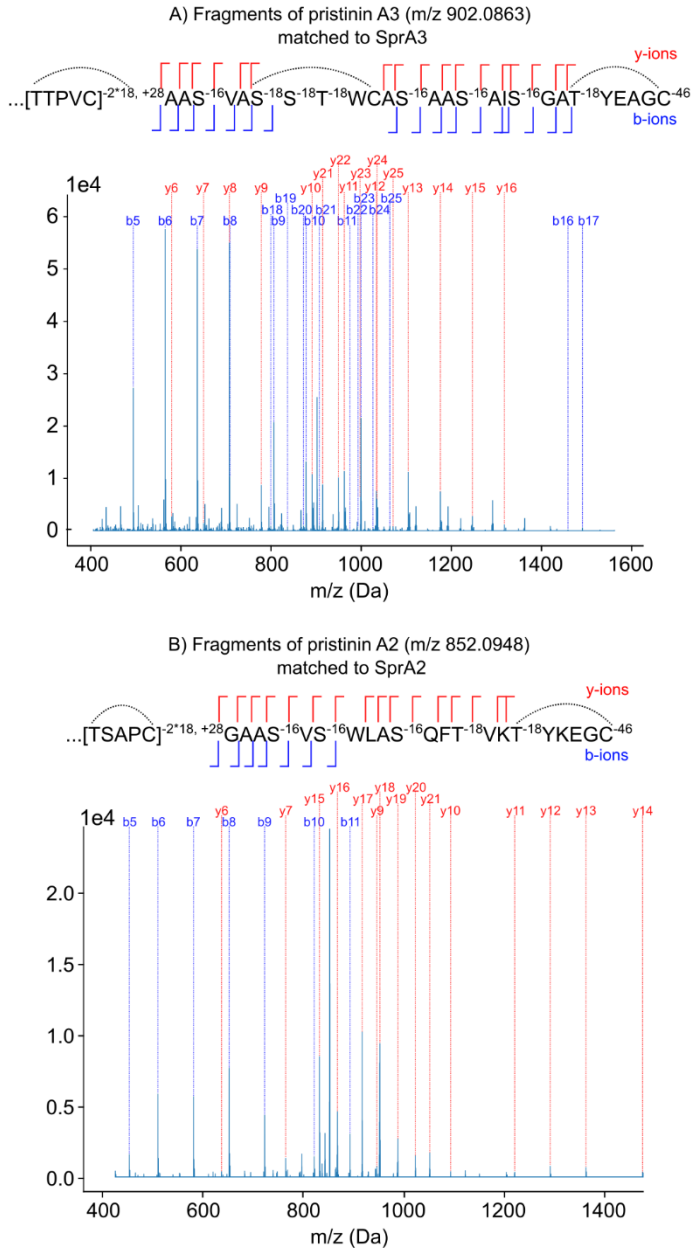 A) Fragments of pristinin A3 (m/z 902.0863)
matched to SprA3
y-ions
...[TTPVC]-2*18, +28AAS-16VAS-18S-18T-18WCAS-16AAS-16AIS-16GAT-18YEAGC-46
b-ions
y22 y24
y21 y23 y25
1e4 y6 y7 y8 y9 y10 y11 y12 y13 y14 y15 y16
b19 b23
b18 b20 b21 b22 b25
b5 b6 b7 b8 b9 b10 b11 b24 b16 b17
6
5
4
3
2
1
0
400 600 800 1000 1200 1400 1600
m/z (Da)
B) Fragments of pristinin A2 (m/z 852.0948)
matched to SprA2
y-ions
...[TSAPC]-2*18, +28GAAS-16VS-16WLAS-16QFT-18VKT-18YKEGC-46
b-ions
y16 y18 y20
1e4 y6 y7 y15 y17 y19 y21
b5 b6 b7 b8 b9 b10 b11 y9 y10 y11 y12 y13 y14
2.0
1.0
0.5
1.0
0.0
400 600 800 1000 1200 1400
m/z (Da)